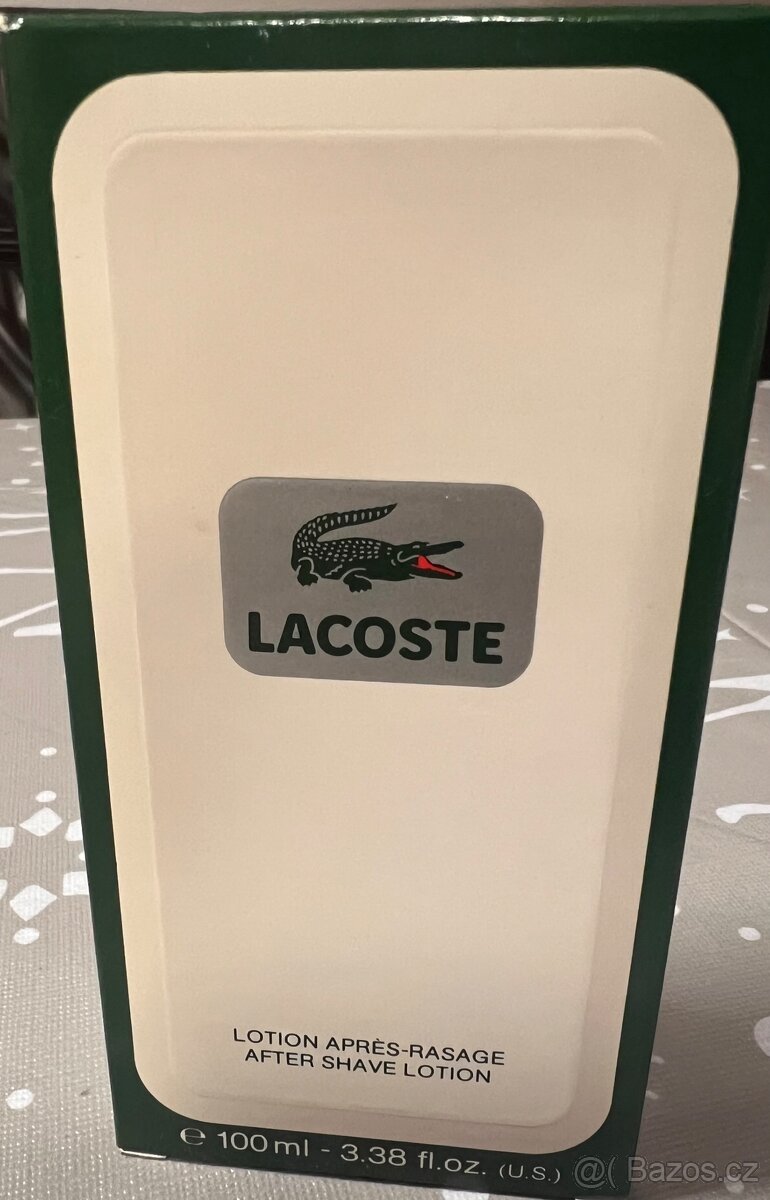 LACOSTE
LOTION APRÈS-RASAGE
AFTER SHAVE LOTION
e 100 ml - 3.38 fl.oz. (U.S.)
@( Bazos.cz